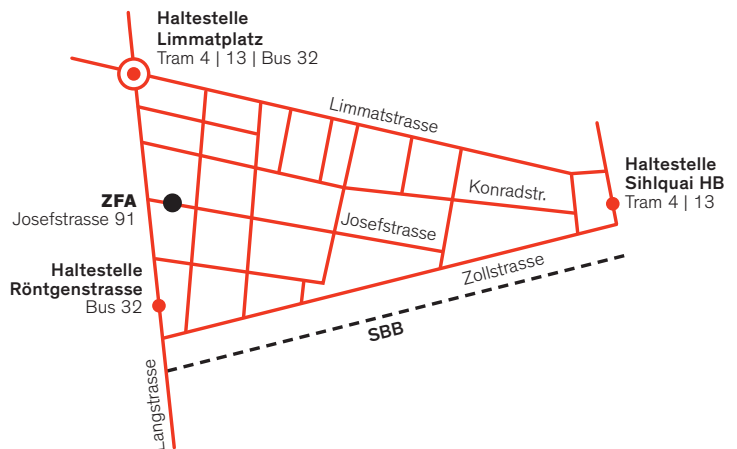 Haltestelle
Limmatplatz
Tram 4 | 13 | Bus 32
Limmatstrasse
Haltestelle
Sihlquai HB
Tram 4 | 13
Konradstr.
ZFA
Josefstrasse 91
Josefstrasse
Haltestelle
Röntgenstrasse
Bus 32
Zollstrasse
SBB
Langstrasse